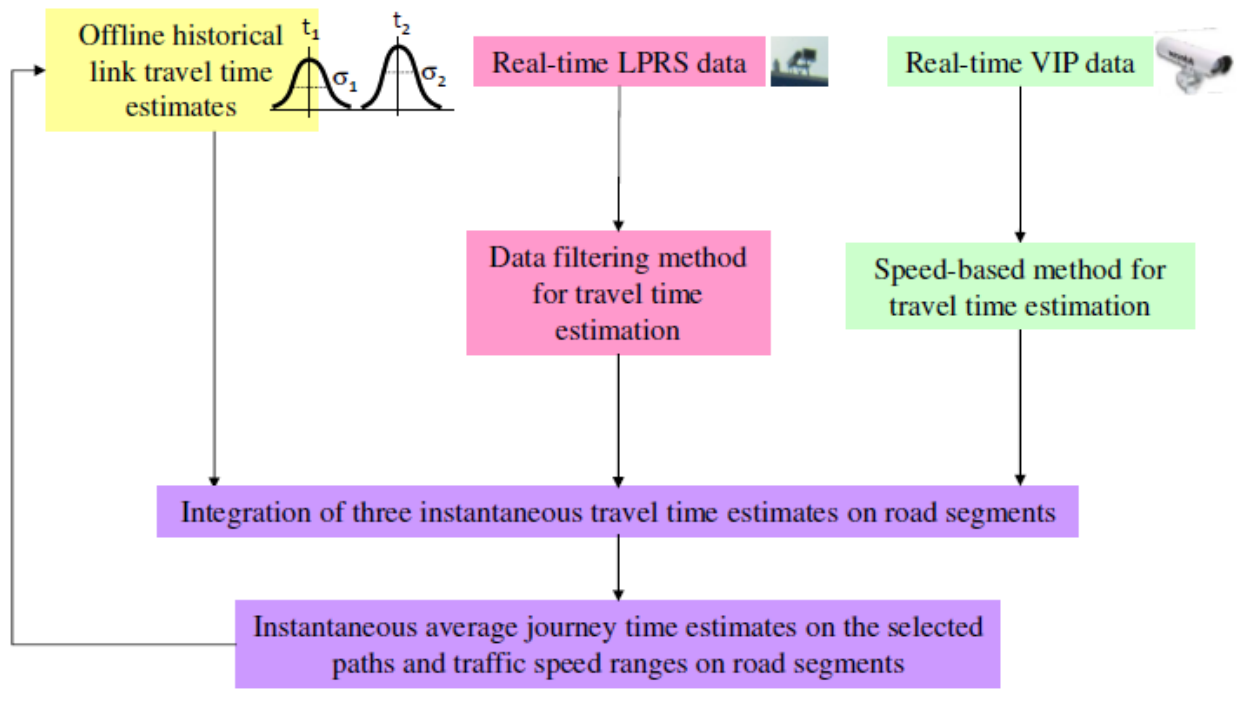 Offline historical
link travel time
estimates
t₁
σ₁
t₂
σ₂
Real-time LPRS data
Real-time VIP data
Data filtering method
for travel time
estimation
Speed-based method for
travel time estimation
Integration of three instantaneous travel time estimates on road segments
Instantaneous average journey time estimates on the selected
paths and traffic speed ranges on road segments